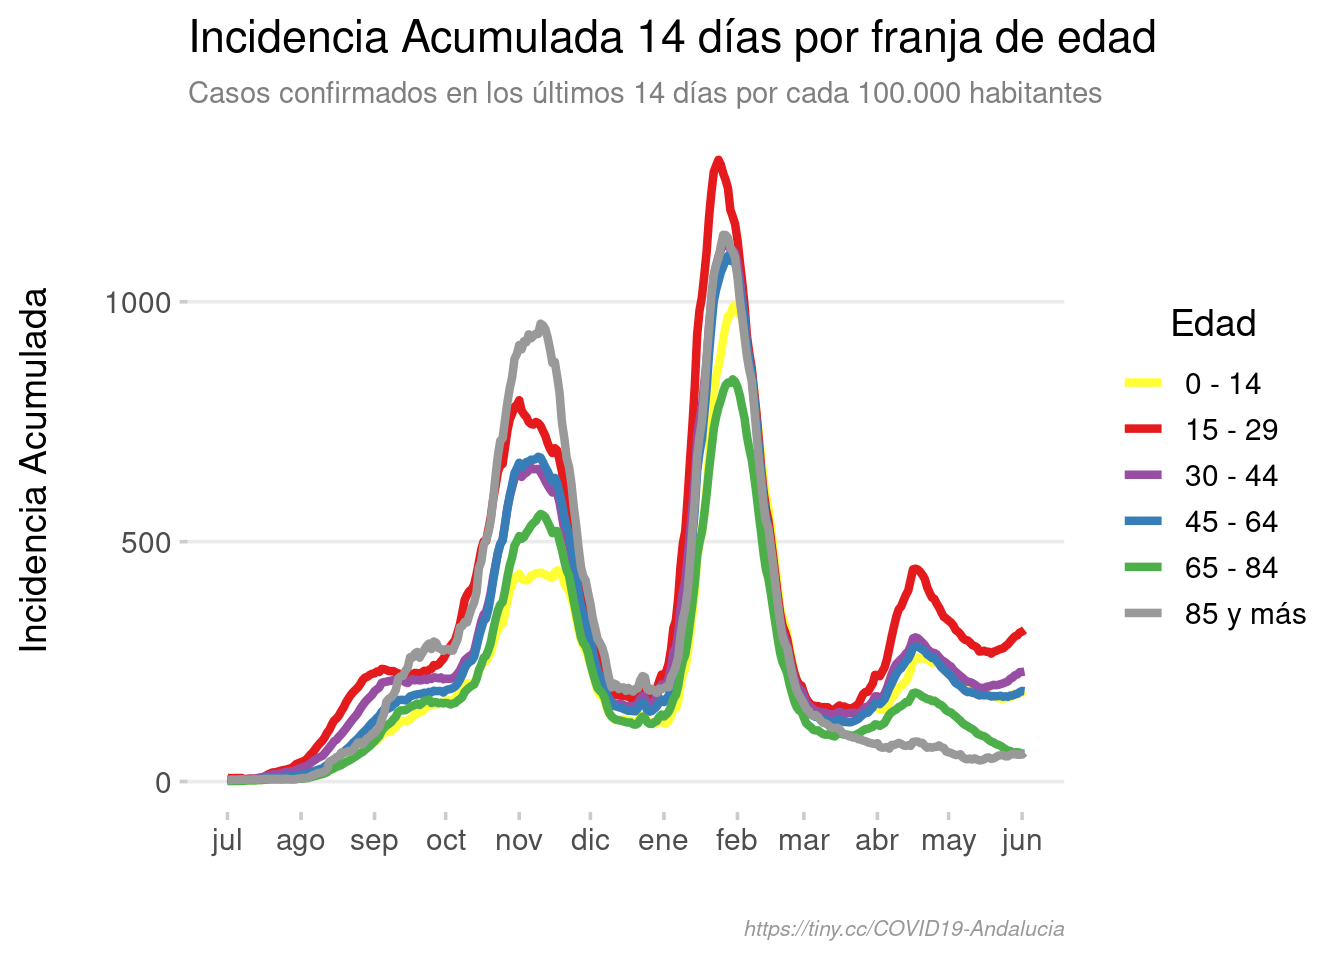 Incidencia Acumulada 14 días por franja de edad
Casos confirmados en los últimos 14 días por cada 100.000 habitantes
Incidencia Acumulada
1000
500
0
jul ago sep oct nov dic ene feb mar abr may jun
Edad
0 - 14
15 - 29
30 - 44
45 - 64
65 - 84
85 y más
https://tiny.cc/COVID19-Andalucia